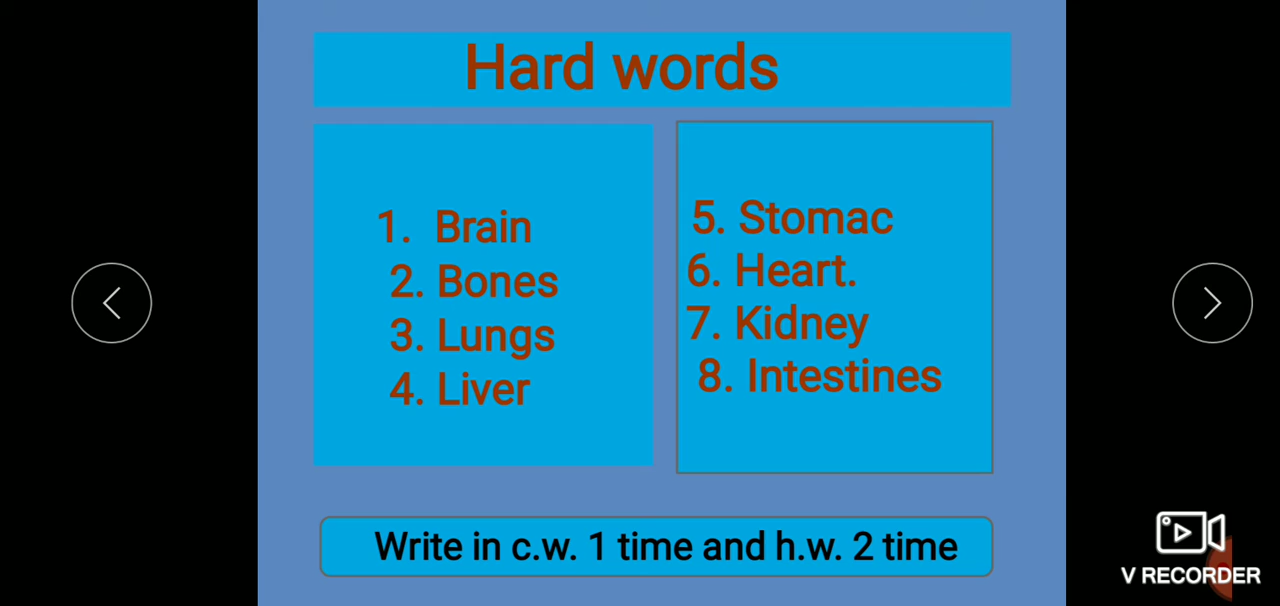 Hard words
1. Brain
2. Bones
3. Lungs
4. Liver
5. Stomac
6. Heart.
7. Kidney
8. Intestines
Write in c.w. 1 time and h.w. 2 time
V RECORDER